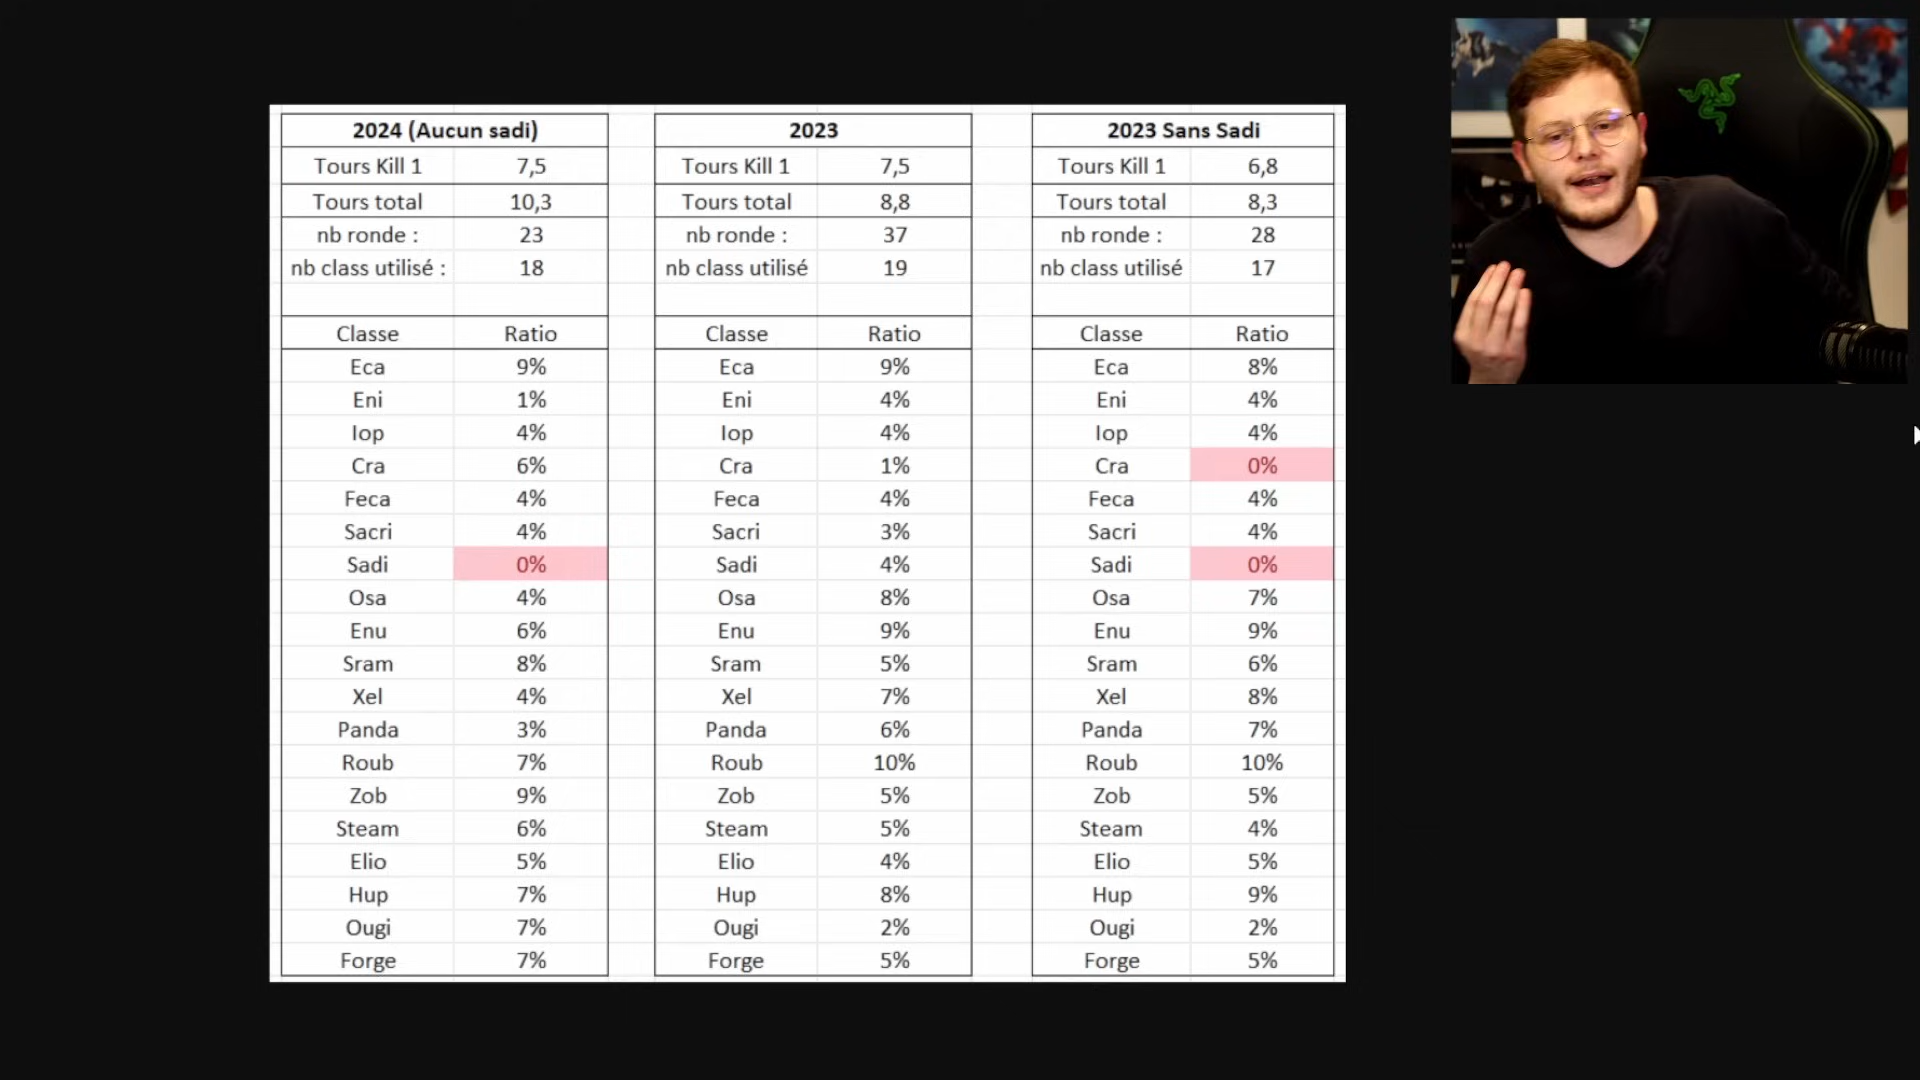 2024 (Aucun sadi)
Tours Kill 1 7,5
Tours total 10,3
nb ronde : 23
nb class utilisé : 18
Classe Ratio
Eca 9%
Eni 1%
Iop 4%
Cra 6%
Feca 4%
Sacri 4%
Sadi 0%
Osa 4%
Enu 6%
Sram 8%
Xel 4%
Panda 3%
Roub 7%
Zob 9%
Steam 6%
Elio 5%
Hup 7%
Ougi 7%
Forge 7%
2023
Tours Kill 1 7,5
Tours total 8,8
nb ronde : 37
nb class utilisé 19
Classe Ratio
Eca 9%
Eni 4%
Iop 4%
Cra 1%
Feca 4%
Sacri 3%
Sadi 4%
Osa 8%
Enu 9%
Sram 5%
Xel 7%
Panda 6%
Roub 10%
Zob 5%
Steam 5%
Elio 4%
Hup 8%
Ougi 2%
Forge 5%
2023 Sans Sadi
Tours Kill 1 6,8
Tours total 8,3
nb ronde : 28
nb class utilisé 17
Classe Ratio
Eca 8%
Eni 4%
Iop 4%
Cra 0%
Feca 4%
Sacri 4%
Sadi 0%
Osa 7%
Enu 9%
Sram 6%
Xel 8%
Panda 7%
Roub 10%
Zob 5%
Steam 4%
Elio 5%
Hup 9%
Ougi 2%
Forge 5%